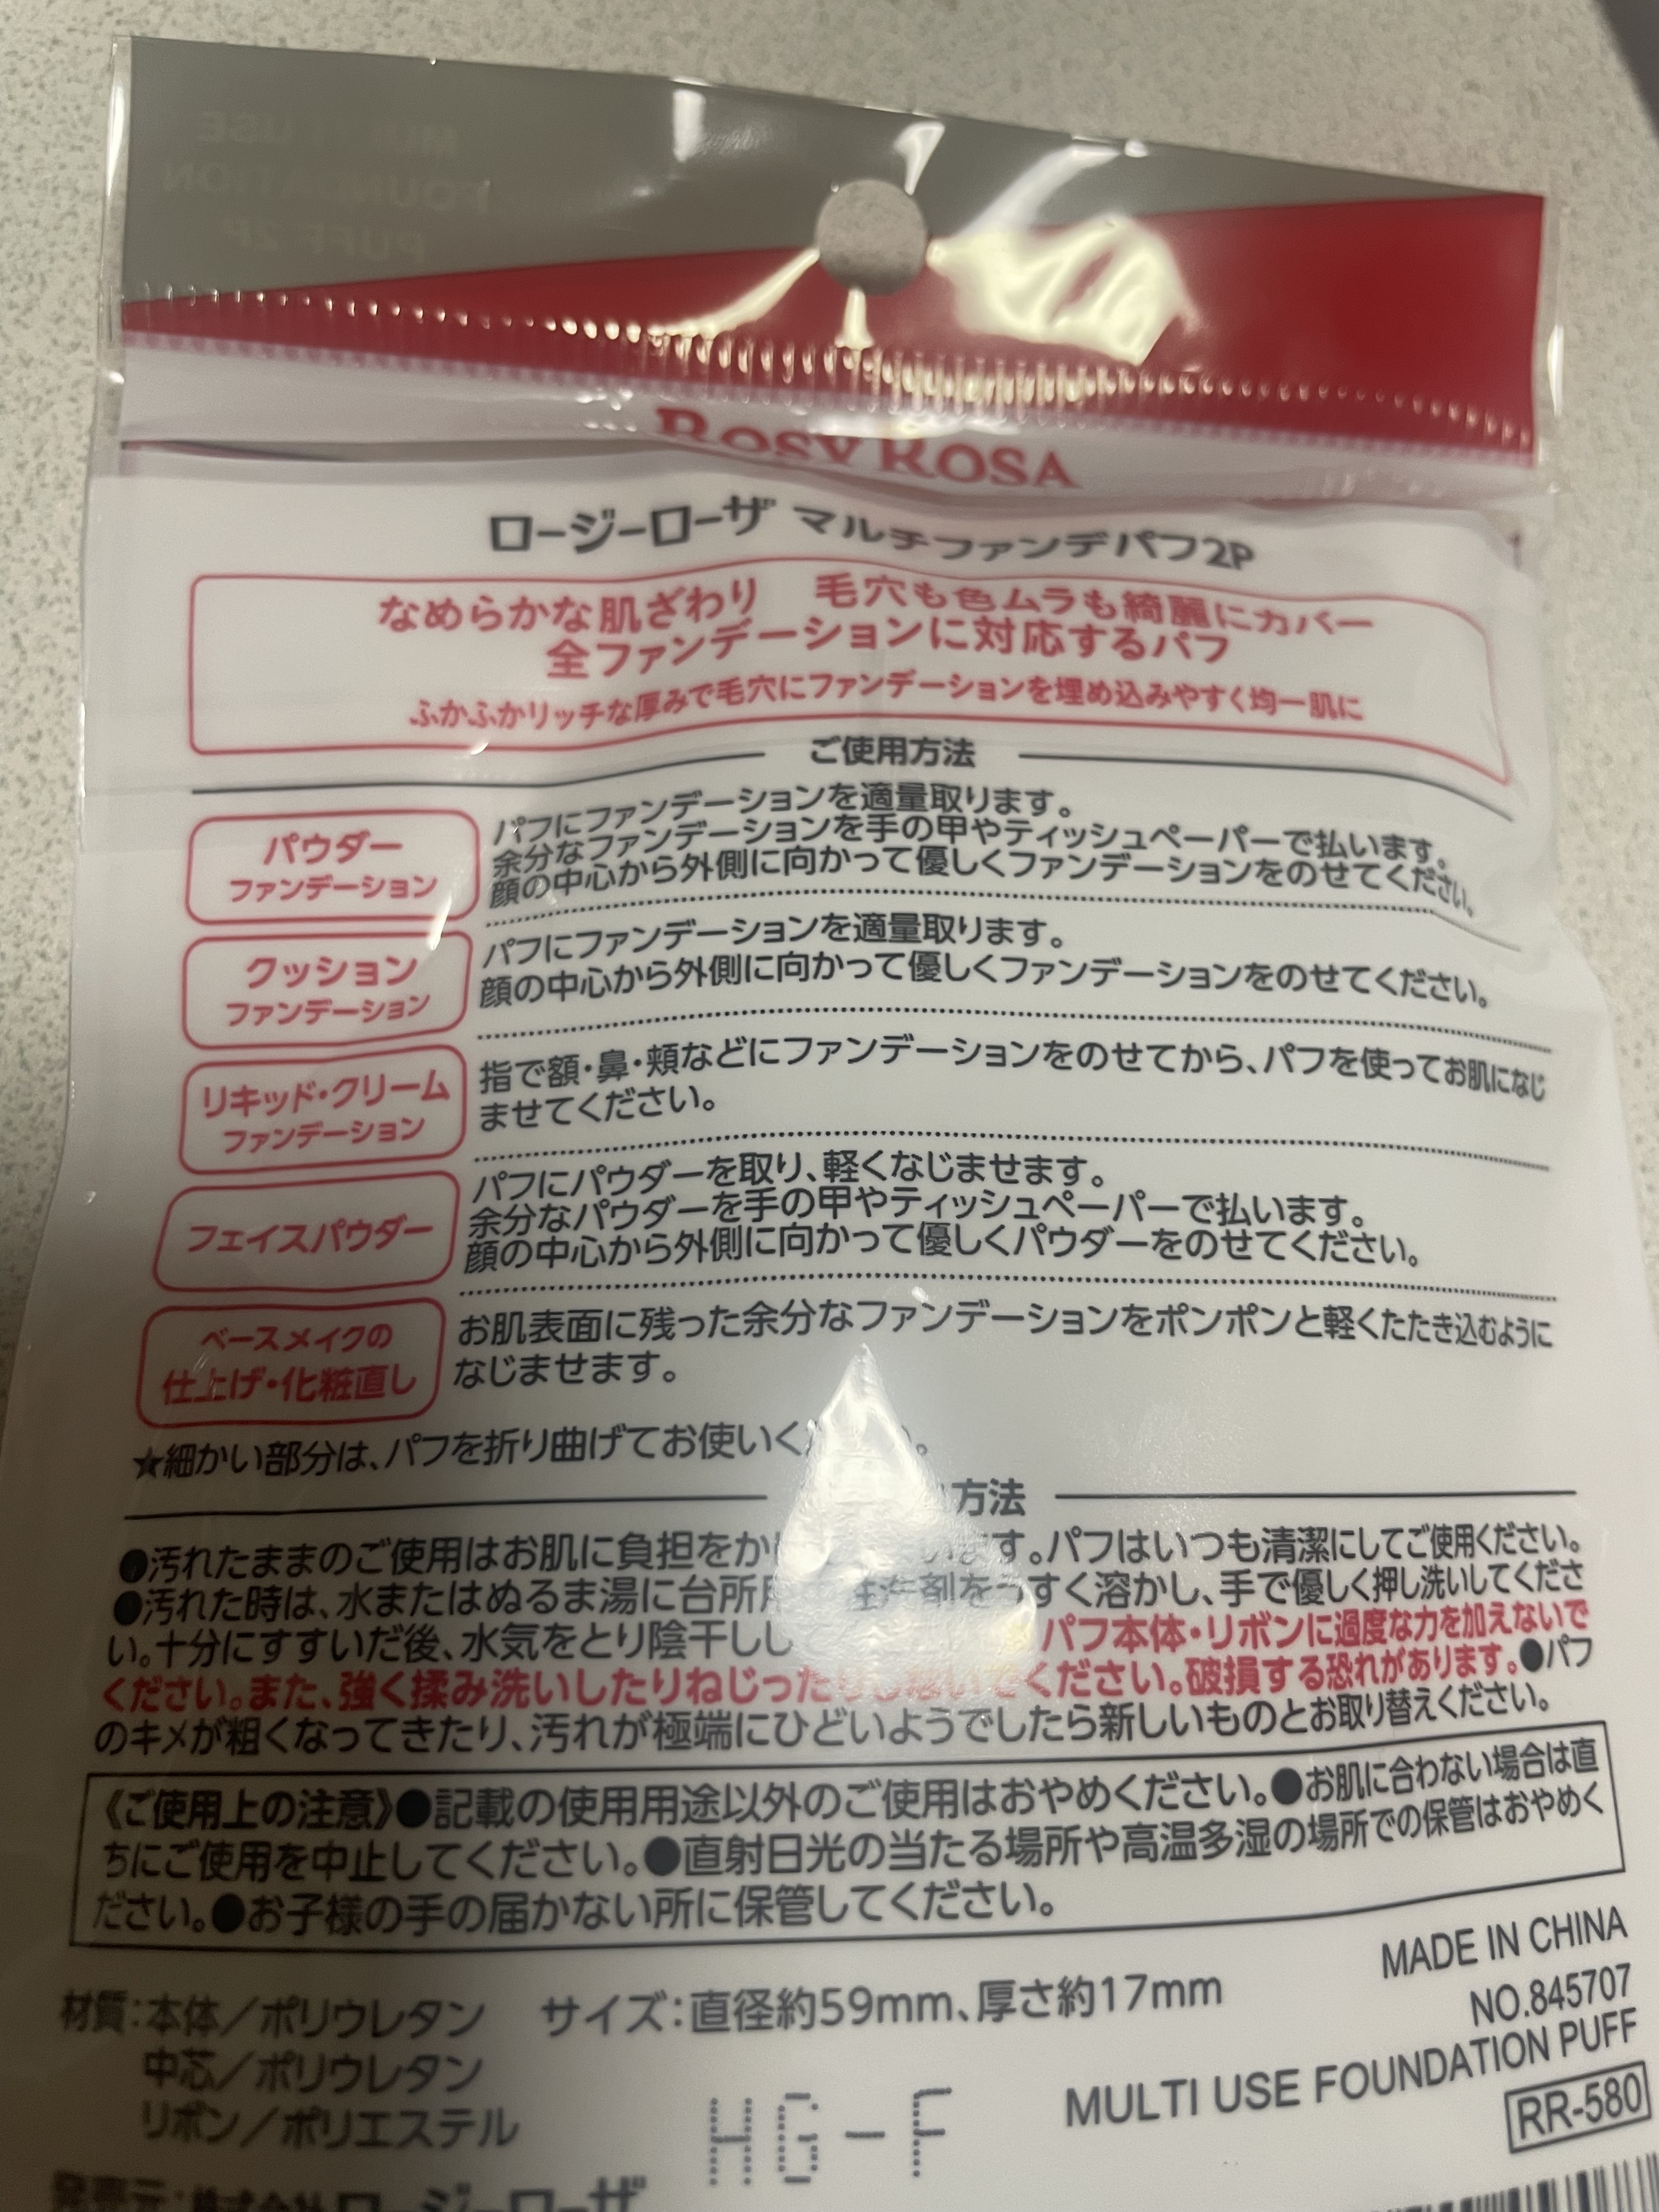 MULTI USE
FOUNDATION
PUFF 2P
ROSY ROSA
ロージーローザ マルチファンデパフ2P
なめらかな肌ざわり 毛穴も色ムラも綺麗にカバー
全ファンデーションに対応するパフ
ふかふかリッチな厚みで毛穴にファンデーションを埋め込みやすく均一肌に
ご使用方法
パウダー
ファンデーション
パフにファンデーションを適量取ります。
余分なファンデーションを手の甲やティッシュペーパーで払います。
顔の中心から外側に向かって優しくファンデーションをのせてください。
クッション
ファンデーション
パフにファンデーションを適量取ります。
顔の中心から外側に向かって優しくファンデーションをのせてください。
リキッド・クリーム
ファンデーション
指で額・鼻・頬などにファンデーションをのせてから、パフを使ってお肌になじ
ませてください。
フェイスパウダー
パフにパウダーを取り、軽くなじませます。
余分なパウダーを手の甲やティッシュペーパーで払います。
顔の中心から外側に向かって優しくパウダーをのせてください。
ベースメイクの
仕上げ・化粧直し
お肌表面に残った余分なファンデーションをポンポンと軽くたたき込むように
なじませます。
★細かい部分は、パフを折り曲げてお使いく。
方法
●汚れたままのご使用はお肌に負担をか います。パフはいつも清潔にしてご使用ください。
●汚れた時は、水またはぬるま湯に台所 剤をうすく溶かし、手で優しく押し洗いしてくださ
い。十分にすすいだ後、水気をとり陰干しし パフ本体・リボンに過度な力を加えないで
ください。また、強く揉み洗いしたりねじったり ください。破損する恐れがあります。●パフ
のキメが粗くなってきたり、汚れが極端にひどいようでしたら新しいものとお取り替えください。
《ご使用上の注意》●記載の使用用途以外のご使用はおやめください。●お肌に合わない場合は直
ちにご使用を中止してください。●直射日光の当たる場所や高温多湿の場所での保管はおやめく
ださい。●お子様の手の届かない所に保管してください。
材質：本体／ポリウレタン サイズ：直径約59mm、厚さ約17mm
中芯／ポリウレタン
リボン／ポリエステル
MADE IN CHINA
NO.845707
MULTI USE FOUNDATION PUFF
RR-580
HG-F
発売元：株式会社ロージーローザ